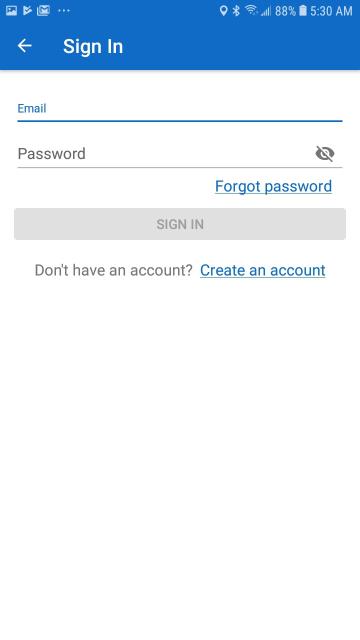 88% 5:30 AM
Sign In
Email
Password
Forgot password
SIGN IN
Don't have an account? Create an account